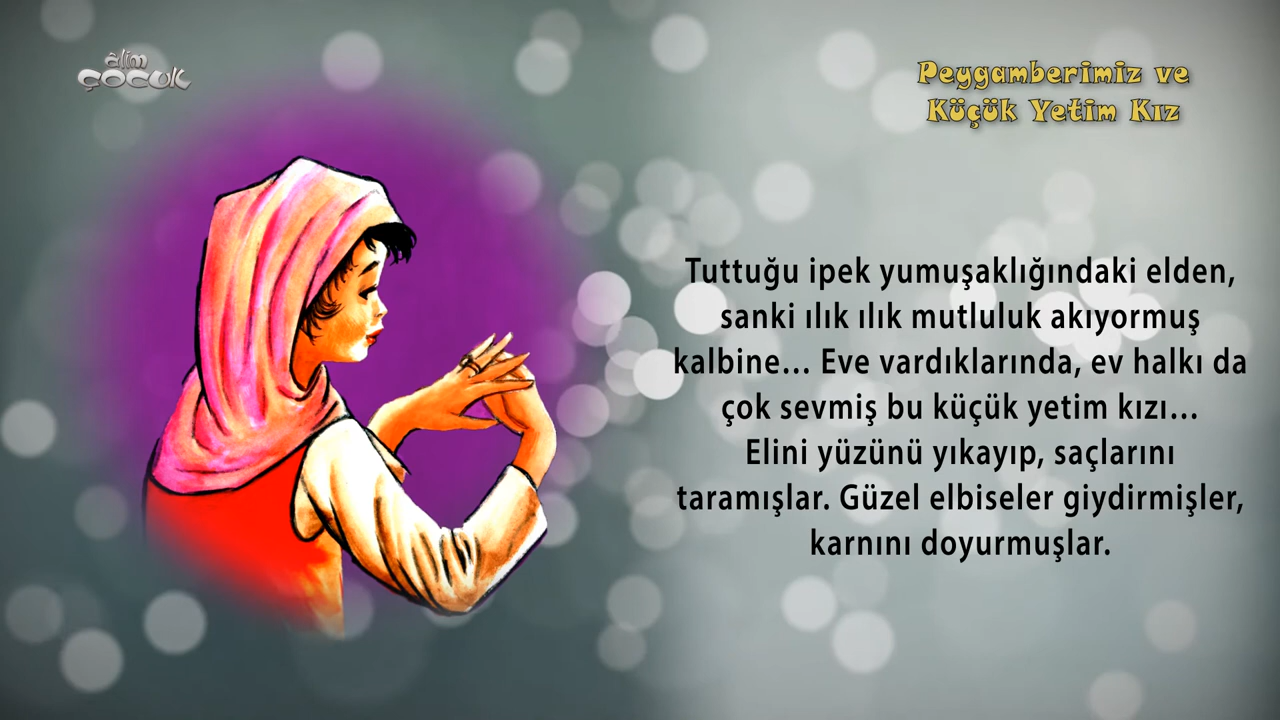 âlim
ÇOCUK
Peygamberimiz ve
Küçük Yetim Kız
Tuttuğu ipek yumuşaklığındaki elden,
sanki ılık ılık mutluluk akıyormuş
kalbine... Eve vardıklarında, ev halkı da
çok sevmiş bu küçük yetim kızı...
Elini yüzünü yıkayıp, saçlarını
taramışlar. Güzel elbiseler giydirmişler,
karnını doyurmuşlar.